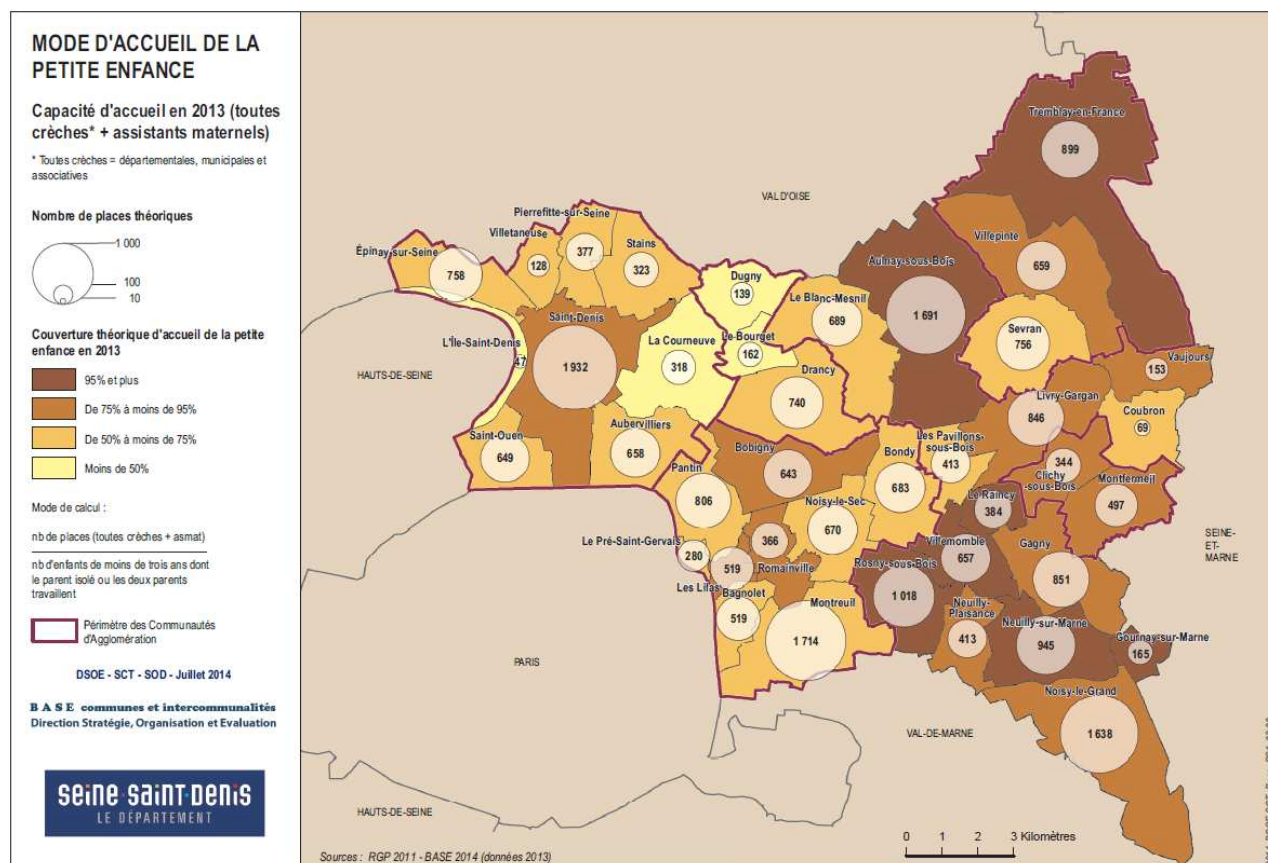 MODE D'ACCUEIL DE LA
PETITE ENFANCE
Capacité d'accueil en 2013 (toutes
crèches* + assistants maternels)
* Toutes crèches = départementales, municipales et
associatives
Nombre de places théoriques
1 000
100
10
Couverture théorique d'accueil de la petite
enfance en 2013
95% et plus
De 75% à moins de 95%
De 50% à moins de 75%
Moins de 50%
Mode de calcul :
nb de places (toutes crèches + asmat)
nb d'enfants de moins de trois ans dont
le parent isolé ou les deux parents
travaillent
Périmètre des Communautés
d'Agglomération
DSOE - SCT - SOD - Juillet 2014
B A S E communes et intercommunalités
Direction Stratégie, Organisation et Evaluation
seine saint-denis
LE DÉPARTEMENT
Tremblay-en-France
899
VAL D'OISE
Pierrefitte-sur-Seine
377
Villetaneuse
128
Stains
323
Épinay-sur-Seine
758
Villepinte
659
Aulnay-sous-Bois
1 691
Dugny
139
Le Blanc-Mesnil
689
Saint-Denis
1 932
Sevran
756
L'Île-Saint-Denis
47
La Courneuve
318
Le Bourget
162
Vaujours
153
HAUTS-DE-SEINE
Drancy
740
Livry-Gargan
846
Coubron
69
Saint-Ouen
649
Aubervilliers
658
Bobigny
643
Bondy
683
Les Pavillons-
sous-Bois
413
344
Clichy
-sous-Bois
Pantin
806
Montfermeil
497
Le Raincy
384
Noisy-le-Sec
670
SEINE-
ET-
MARNE
Le Pré-Saint-Gervais
280
366
Romainville
Villemomble
657
Gagny
851
519
Les Lilas
Rosny-sous-Bois
1 018
Bagnolet
519
Montreuil
1 714
Neuilly-
Plaisance
413
Neuilly-sur-Marne
945
Gournay-sur-Marne
165
PARIS
Noisy-le-Grand
1 638
VAL-DE-MARNE
HAUTS-DE-SEINE
0 1 2 3 Kilomètres
Sources : RGP 2011 - BASE 2014 (données 2013)